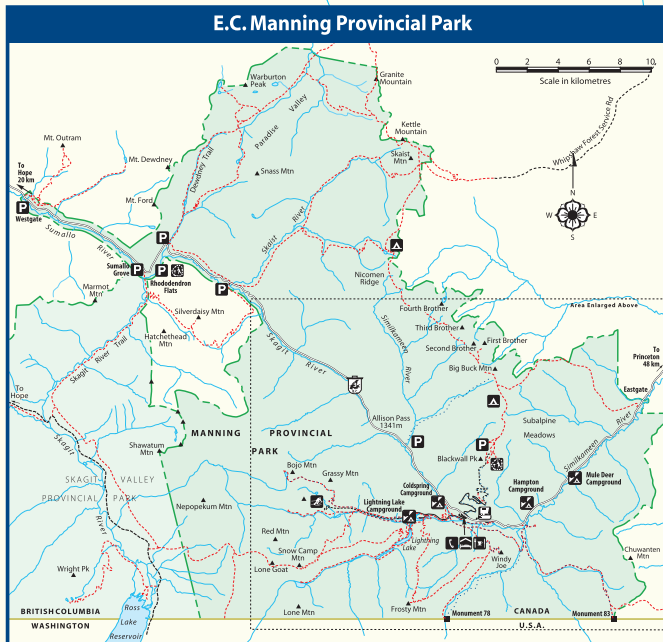 E.C. Manning Provincial Park
0 2 4 6 8 10
Scale in kilometres
Warburton
Peak
Granite
Mountain
Paradise Valley
Dewdney Trail
Kettle
Mountain
Skaist
Mtn
Whipsaw Forest Service Rd
Mt. Outram
To
Hope
20 km
Mt. Dewdney
Snass Mtn
Mt. Ford
N
W E
S
P
Westgate
Sumallo
River
Skaist
River
P
Sumallo
Grove
P
P
Rhododendron
Flats
P
Nicomen
Ridge
Marmot
Mtn
Silverdaisy Mtn
Hatchethead
Mtn
Skagit
River
Trail
Skagit
River
Fourth Brother
Area Enlarged Above
Third Brother
First Brother
Second Brother
Similkameen
River
Big Buck Mtn
To
Princeton
48 km
Eastgate
To
Hope
Skagit
River
Allison Pass
1341m
P
Subalpine
Meadows
Similkameen
River
MANNING PROVINCIAL
PARK
P
Blackwall Pk
Shawatum
Mtn
SKAGIT VALLEY
PROVINCIAL PARK
Bojo Mtn
Grassy Mtn
Coldspring
Campground
Hampton
Campground
Mule Deer
Campground
Nepopekum Mtn
Lightning Lake
Campground
Red Mtn
Lightning
Lake
Snow Camp
Mtn
Windy
Joe
Chuwanten
Mtn
Wright Pk
Lone Goat
Ross
Lake
Reservoir
Lone Mtn
Frosty Mtn
BRITISH COLUMBIA
WASHINGTON
Monument 78
CANADA
U.S.A.
Monument 83